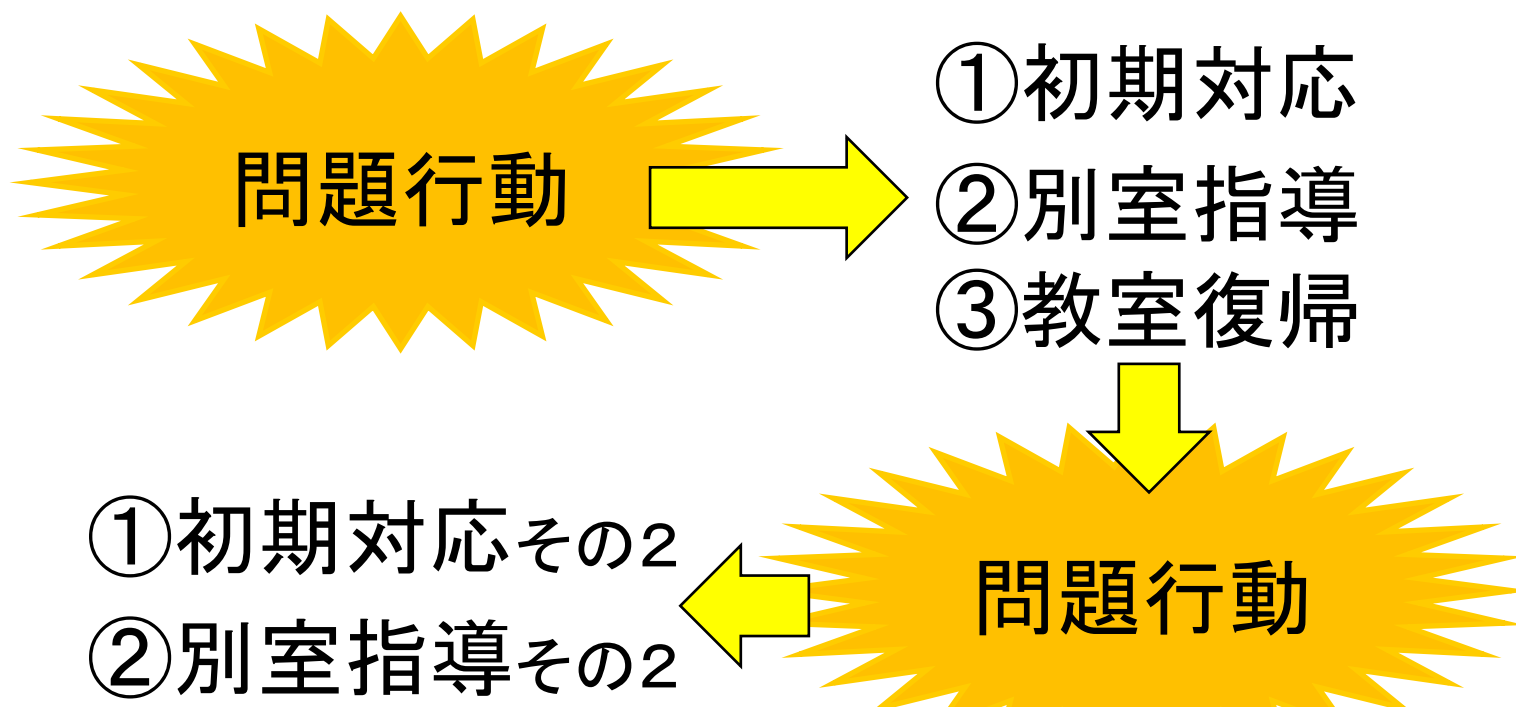 問題行動
①初期対応
②別室指導
③教室復帰
問題行動
①初期対応その２
②別室指導その２